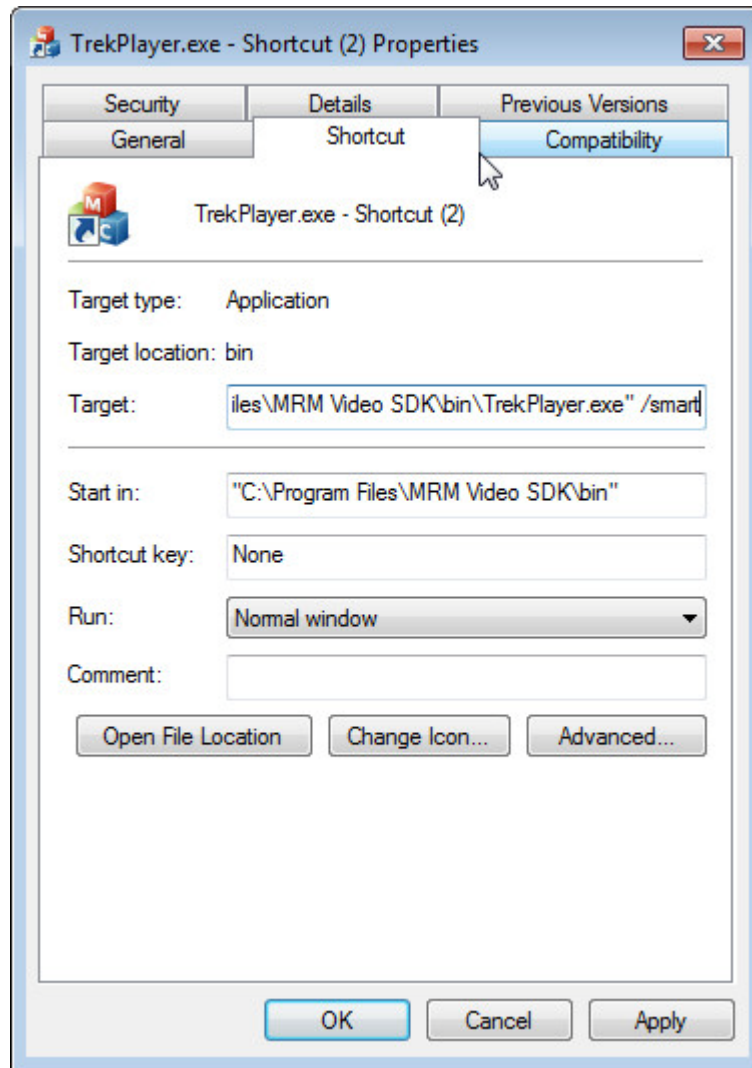 TrekPlayer.exe - Shortcut (2) Properties
Security Details Previous Versions
General Shortcut Compatibility
M
C
TrekPlayer.exe - Shortcut (2)
Target type: Application
Target location: bin
Target: iles\MRM Video SDK\bin\TrekPlayer.exe" /smart
Start in: "C:\Program Files\MRM Video SDK\bin"
Shortcut key: None
Run: Normal window
Comment:
Open File Location Change Icon... Advanced...
OK Cancel Apply